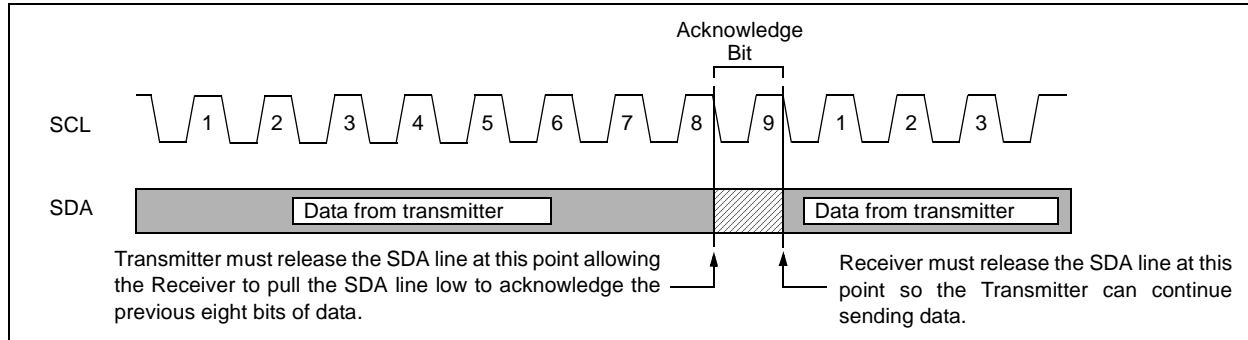 Acknowledge
Bit
SCL
1 2 3 4 5 6 7 8 9 1 2 3
SDA
Data from transmitter
Data from transmitter
Transmitter must release the SDA line at this point allowing
the Receiver to pull the SDA line low to acknowledge the
previous eight bits of data.
Receiver must release the SDA line at this
point so the Transmitter can continue
sending data.